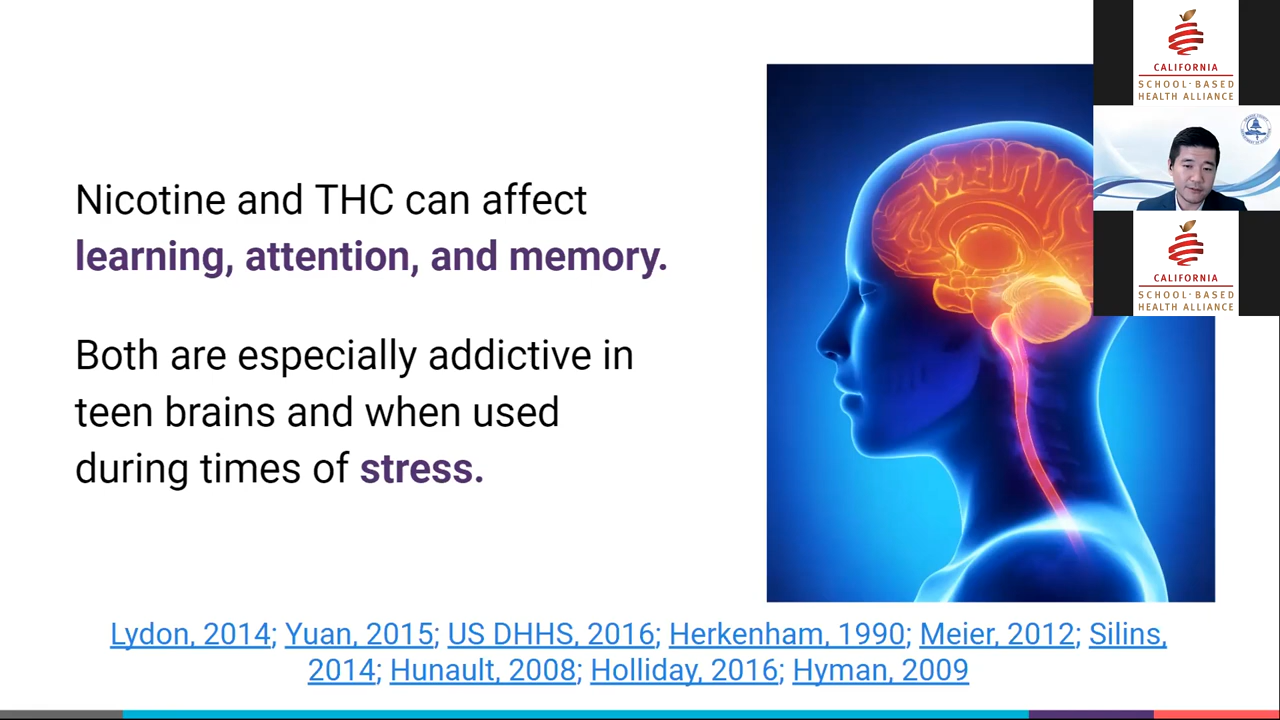 Nicotine and THC can affect
learning, attention, and memory.
Both are especially addictive in
teen brains and when used
during times of stress.
Lydon, 2014; Yuan, 2015; US DHHS, 2016; Herkenham, 1990; Meier, 2012; Silins,
2014; Hunault, 2008; Holliday, 2016; Hyman, 2009
CALIFORNIA
SCHOOL-BASED
HEALTH ALLIANCE
CALIFORNIA
SCHOOL-BASED
HEALTH ALLIANCE